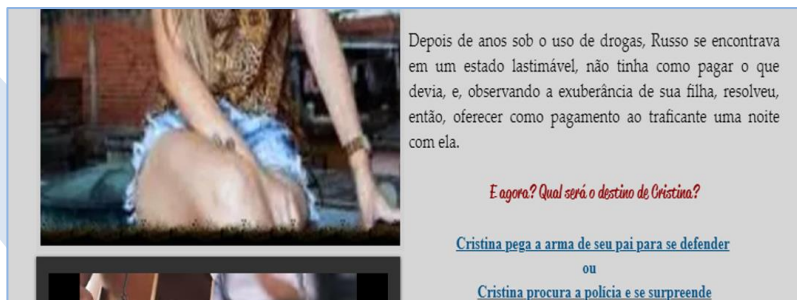 Depois de anos sob o uso de drogas, Russo se encontrava
em um estado lastimável, não tinha como pagar o que
devia, e, observando a exuberância de sua filha, resolveu,
então, oferecer como pagamento ao traficante uma noite
com ela.
E agora? Qual será o destino de Cristina?
Cristina pega a arma de seu pai para se defender
ou
Cristina procura a polícia e se surpreende